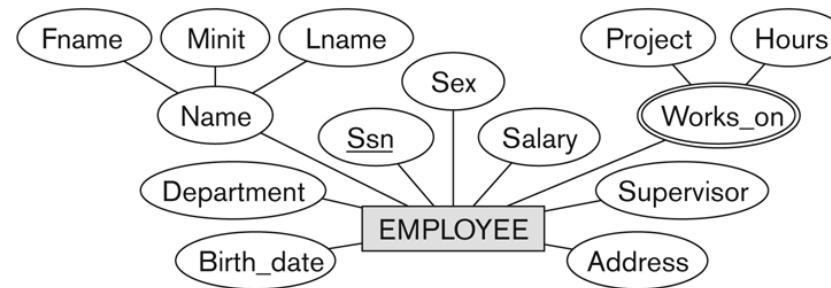 Fname
Minit
Lname
Project
Hours
Sex
Name
Ssn
Salary
Works_on
Department
Supervisor
EMPLOYEE
Birth_date
Address